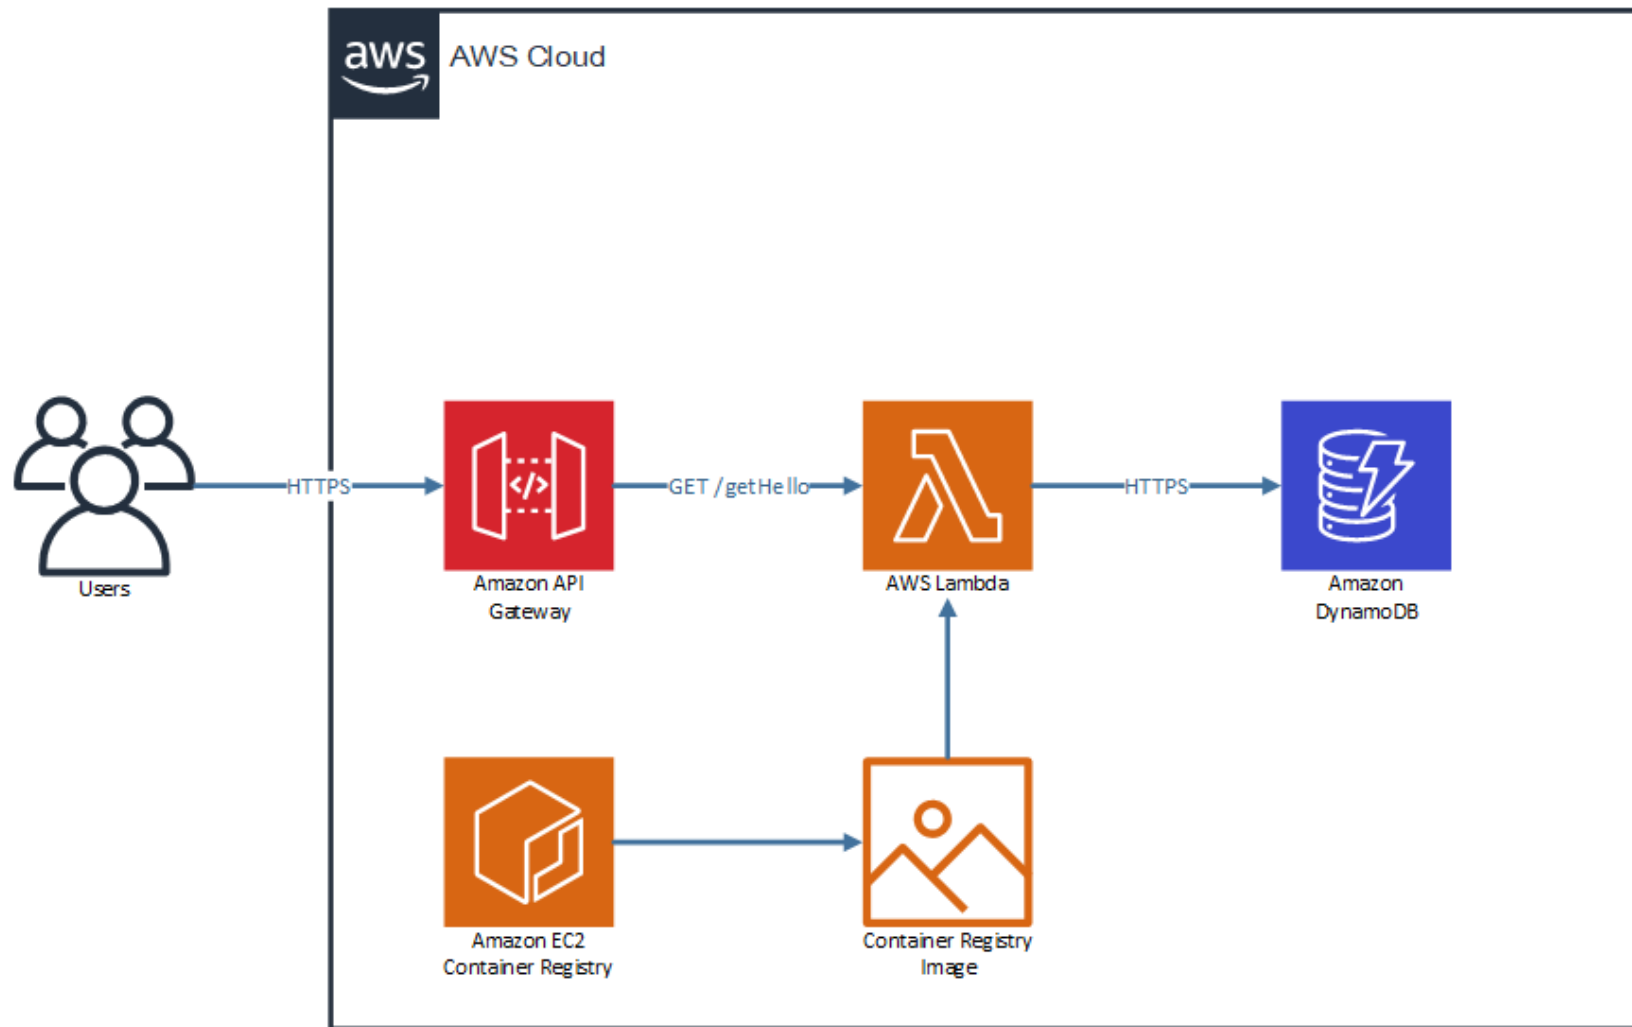 aws
AWS Cloud
HTTPS
GET /getHello
HTTPS
Users
Amazon API
Gateway
AWS Lambda
Amazon
DynamoDB
Amazon EC2
Container Registry
Container Registry
Image